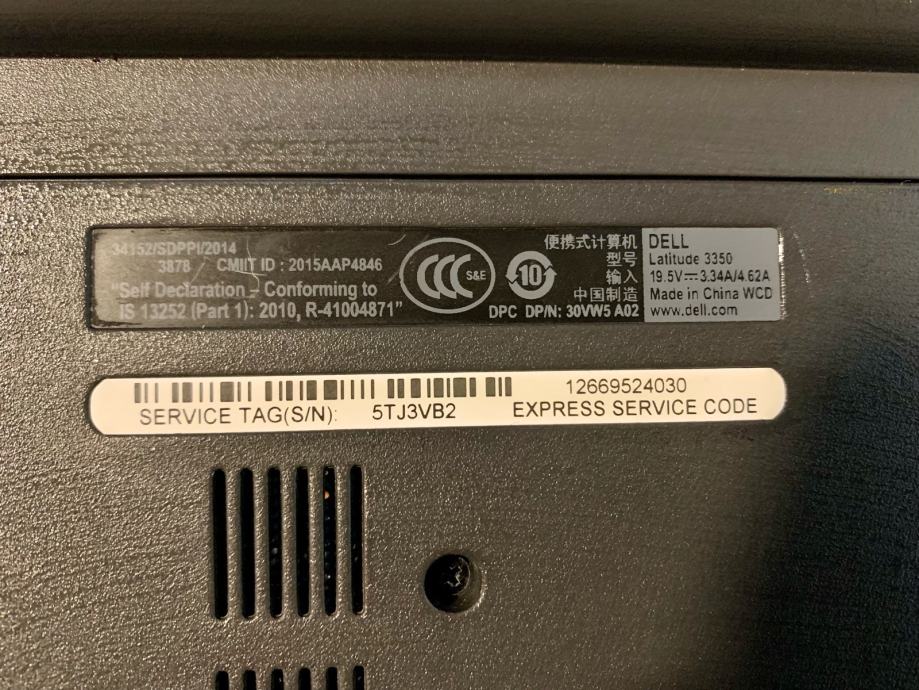 34152/SDPPI/2014
3878 CMIIT ID : 2015AAP4846
"Self Declaration - Conforming to
IS 13252 (Part 1): 2010, R-41004871"
CCC S&E
10
便携式计算机
型号
输入
中国制造
DPC DP/N: 30VW5 A02
DELL
Latitude 3350
19.5V⎓3.34A/4.62A
Made in China WCD
www.dell.com
SERVICE TAG(S/N): 5TJ3VB2
12669524030
EXPRESS SERVICE CODE